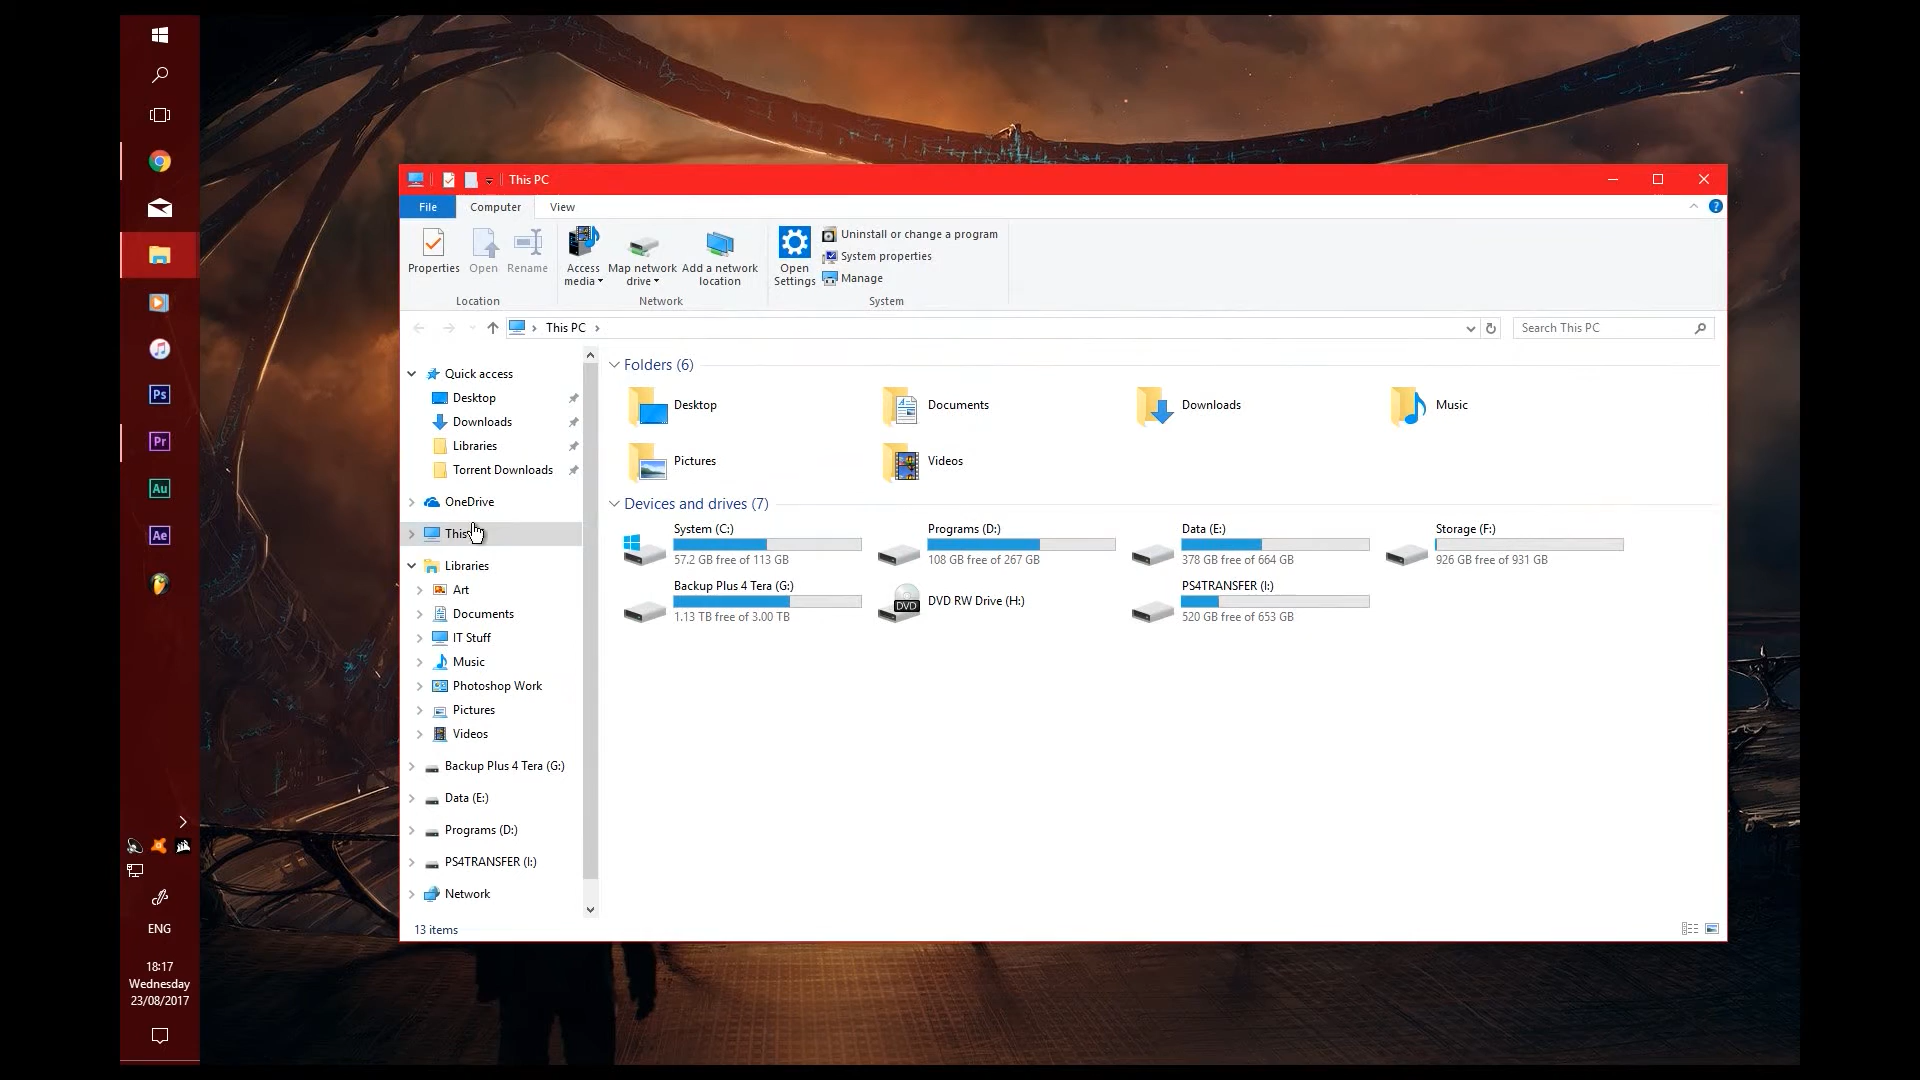 This PC
File
Computer
View
Properties
Open
Rename
Access
media
Map network
drive
Add a network
location
Open
Settings
Uninstall or change a program
System properties
Manage
Location
Network
System
This PC
Search This PC
Quick access
Desktop
Downloads
Libraries
Torrent Downloads
OneDrive
This
Libraries
Art
Documents
IT Stuff
Music
Photoshop Work
Pictures
Videos
Backup Plus 4 Tera (G:)
Data (E:)
Programs (D:)
PS4TRANSFER (I:)
Network
Folders (6)
Desktop
Documents
Downloads
Music
Pictures
Videos
Devices and drives (7)
System (C:)
57.2 GB free of 113 GB
Programs (D:)
108 GB free of 267 GB
Data (E:)
378 GB free of 664 GB
Storage (F:)
926 GB free of 931 GB
Backup Plus 4 Tera (G:)
1.13 TB free of 3.00 TB
DVD
DVD RW Drive (H:)
PS4TRANSFER (I:)
520 GB free of 653 GB
13 items
Ps
Pr
Au
Ae
ENG
18:17
Wednesday
23/08/2017